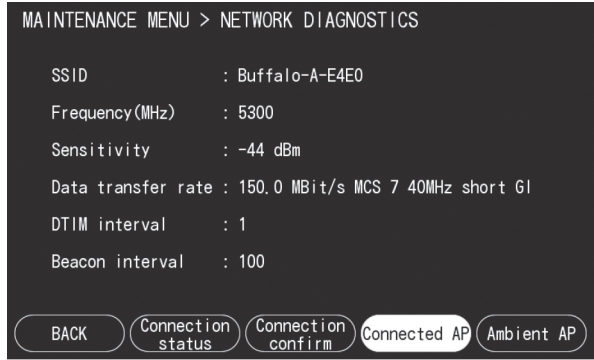 MAINTENANCE MENU > NETWORK DIAGNOSTICS
SSID : Buffalo-A-E4E0
Frequency(MHz) : 5300
Sensitivity : -44 dBm
Data transfer rate : 150.0 MBit/s MCS 7 40MHz short GI
DTIM interval : 1
Beacon interval : 100
BACK
Connection
status
Connection
confirm
Connected AP
Ambient AP